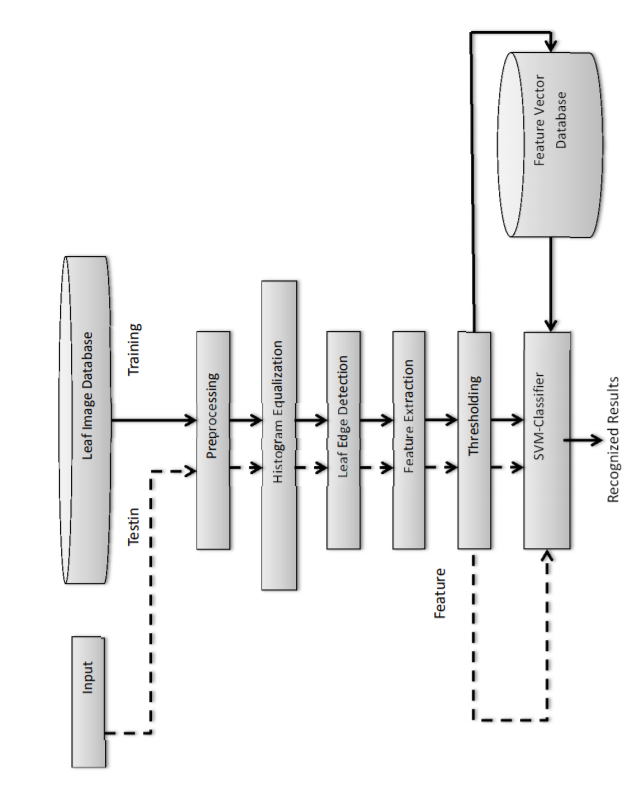 Input
Leaf Image Database
Testin
Training
Preprocessing
Histogram Equalization
Leaf Edge Detection
Feature Extraction
Feature
Thresholding
SVM-Classifier
Feature Vector
Database
Recognized Results